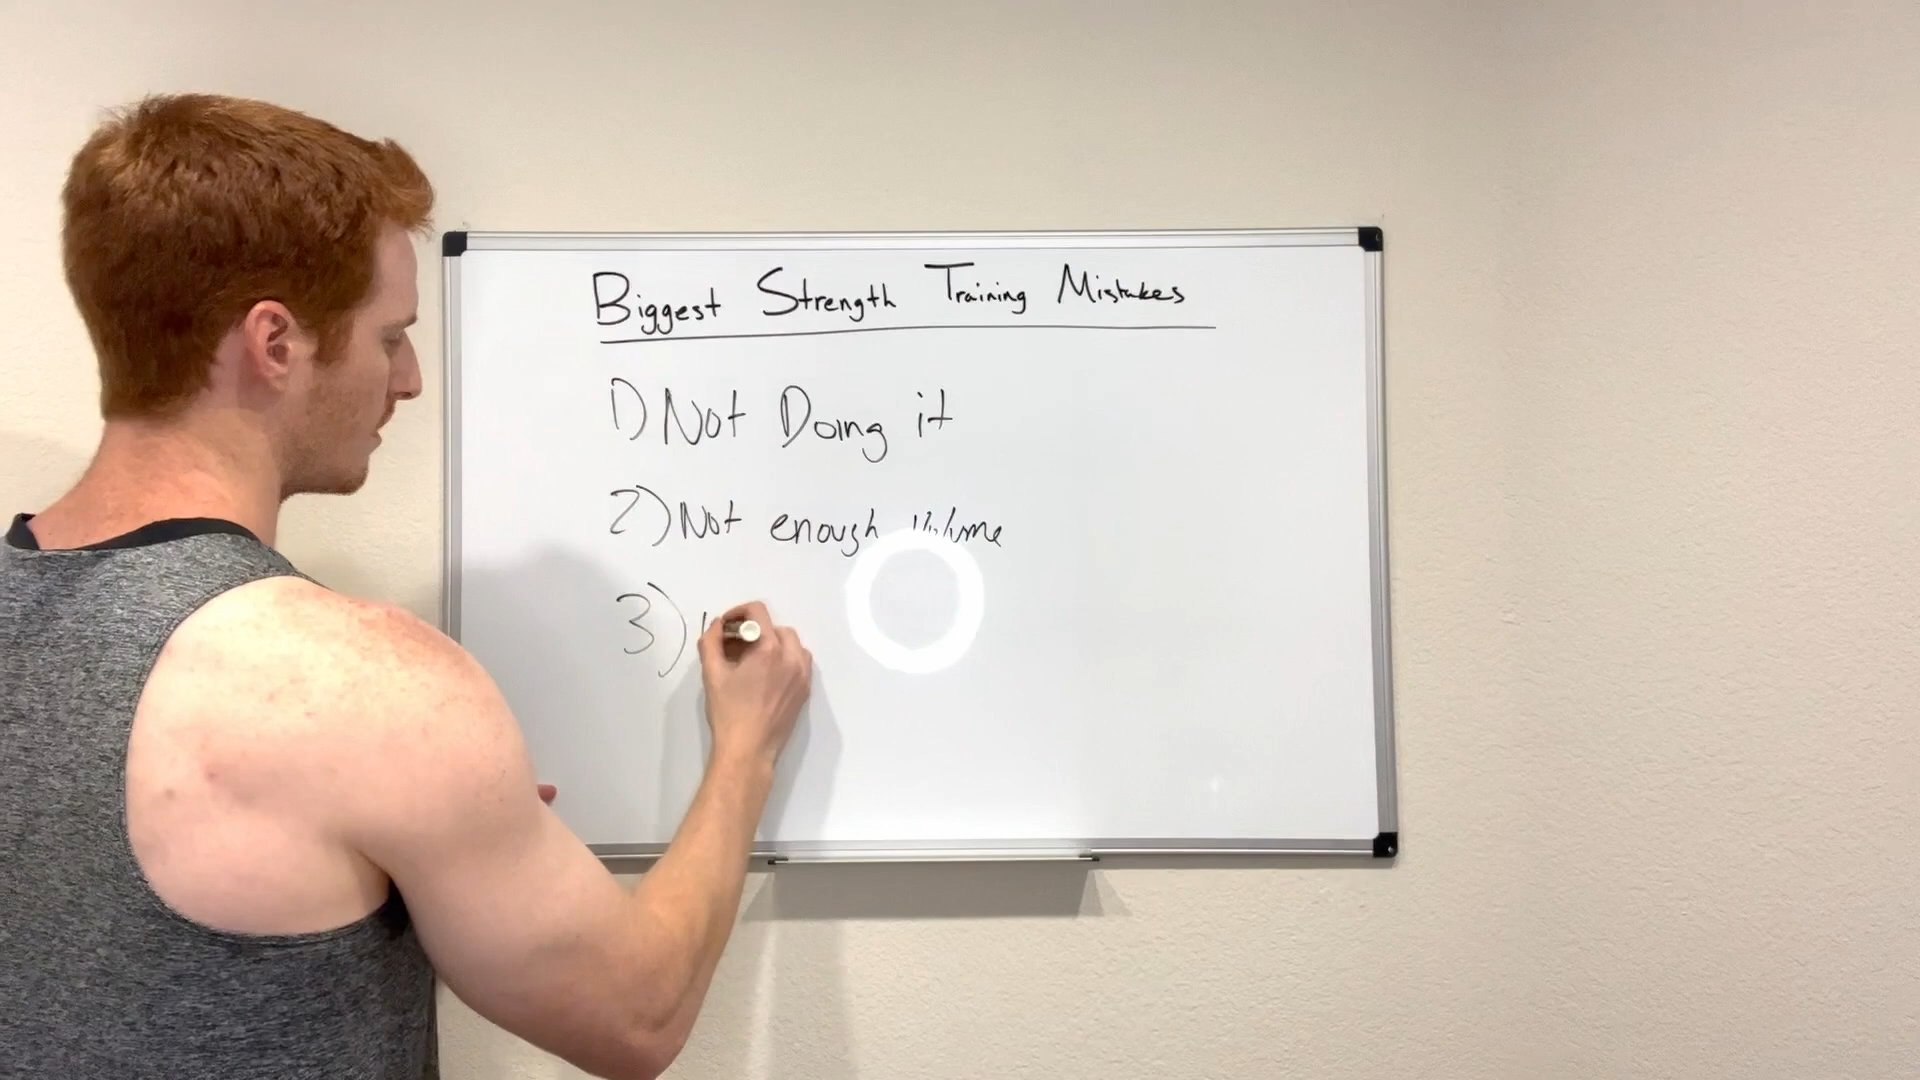 Biggest Strength Training Mistakes
1) Not Doing it
2) Not enough Volume
3)